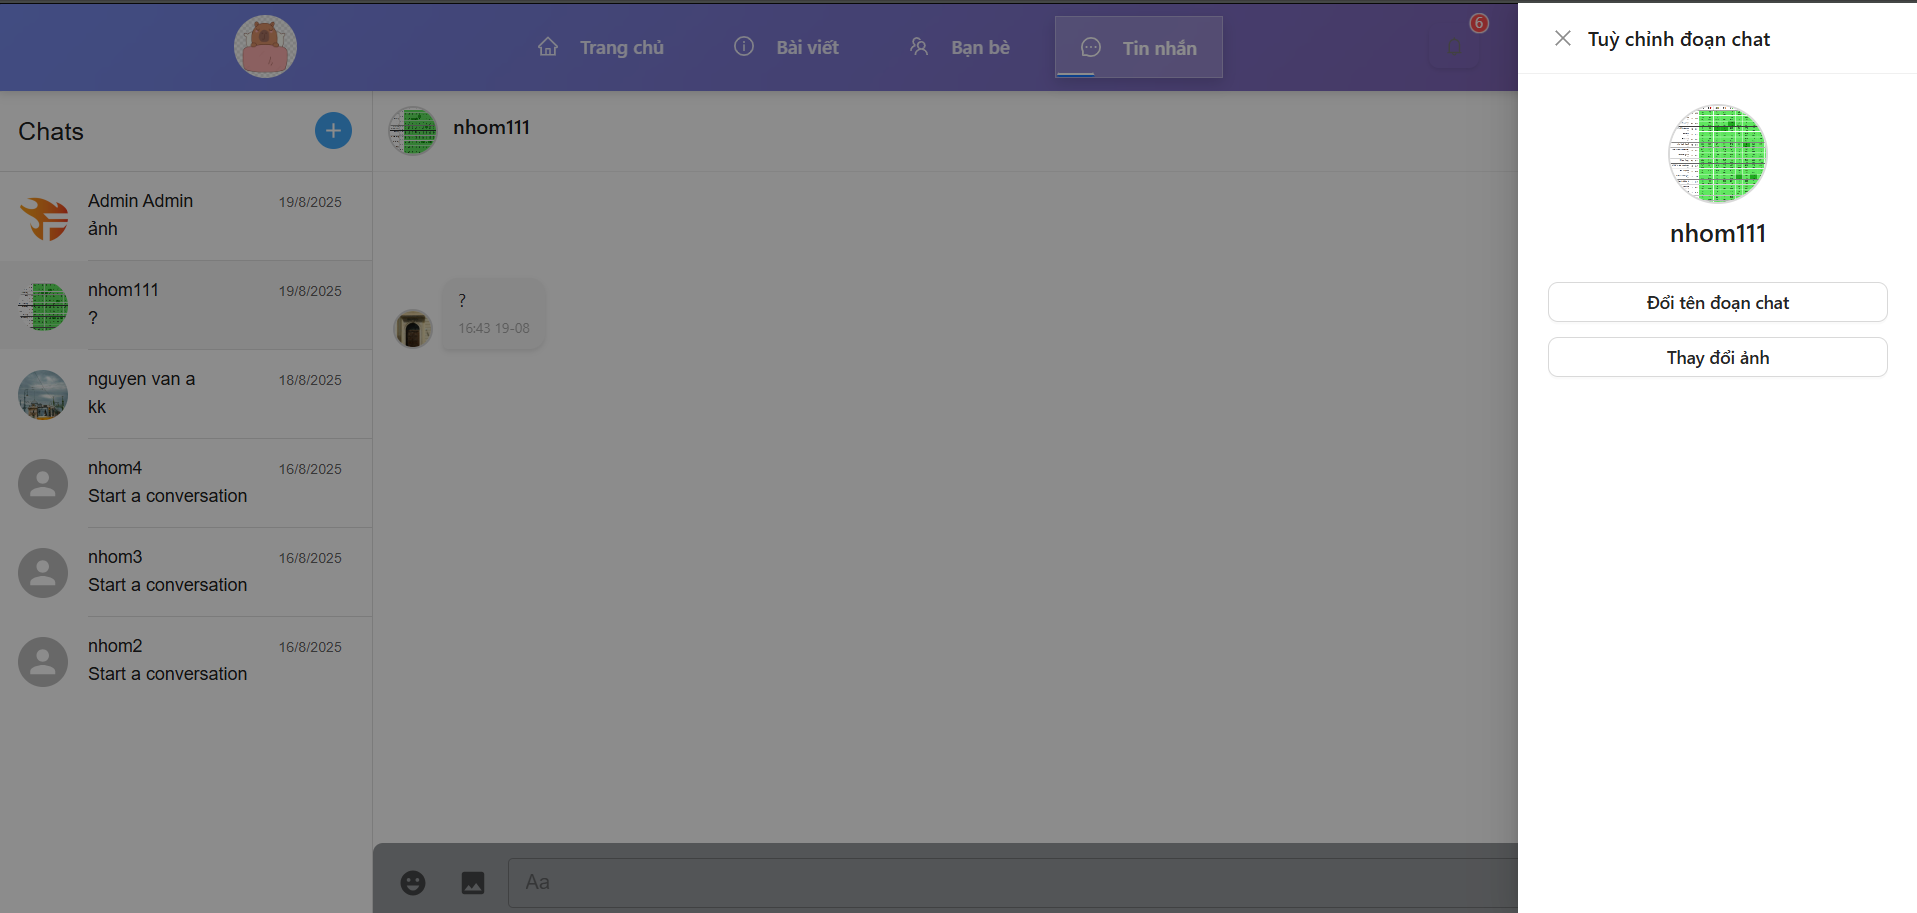 Trang chủ
Bài viết
Bạn bè
Tin nhắn
6
Chats
Admin Admin
19/8/2025
ảnh
nhom111
19/8/2025
?
nguyen van a
18/8/2025
kk
nhom4
16/8/2025
Start a conversation
nhom3
16/8/2025
Start a conversation
nhom2
16/8/2025
Start a conversation
nhom111
?
16:43 19-08
Aa
Tuỳ chỉnh đoạn chat
nhom111
Đổi tên đoạn chat
Thay đổi ảnh